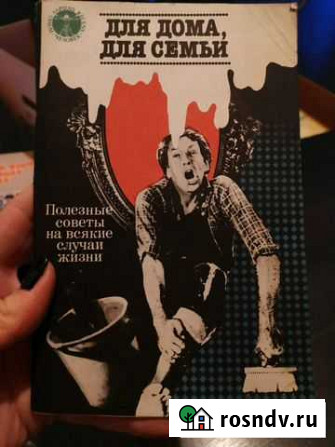 ДЛЯ ДОМА,
ДЛЯ СЕМЬИ
Полезные
советы
на всякие
случаи
жизни
rosndv.ru